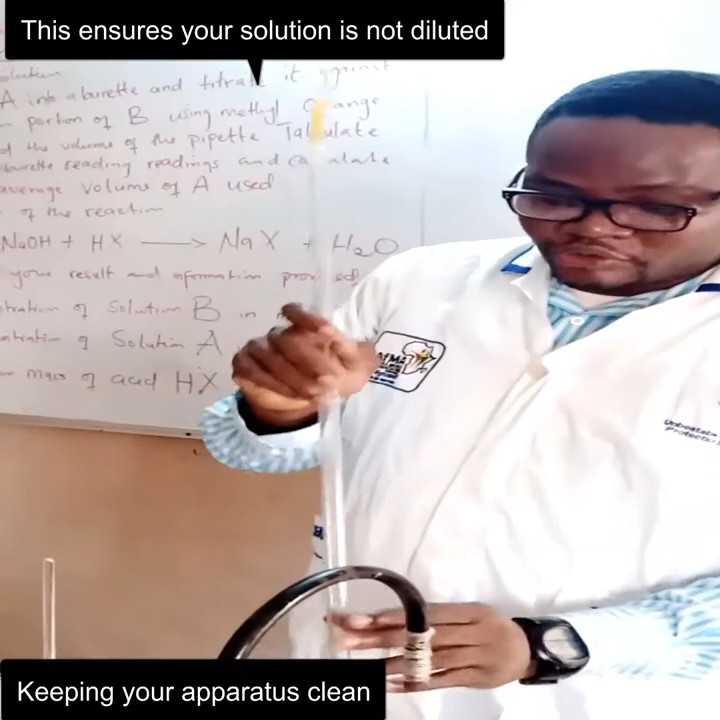 This ensures your solution is not diluted
solution
A into a burette and titrate it against
portion of B using methyl Orange
the volume of the pipette Tabulate
burette reading readings and
average volume of A used
of the reaction
NaOH + HX → NaX + H₂O
your result and information provided
of Solution B in
of Solution A
mass of acid HX
Keeping your apparatus clean